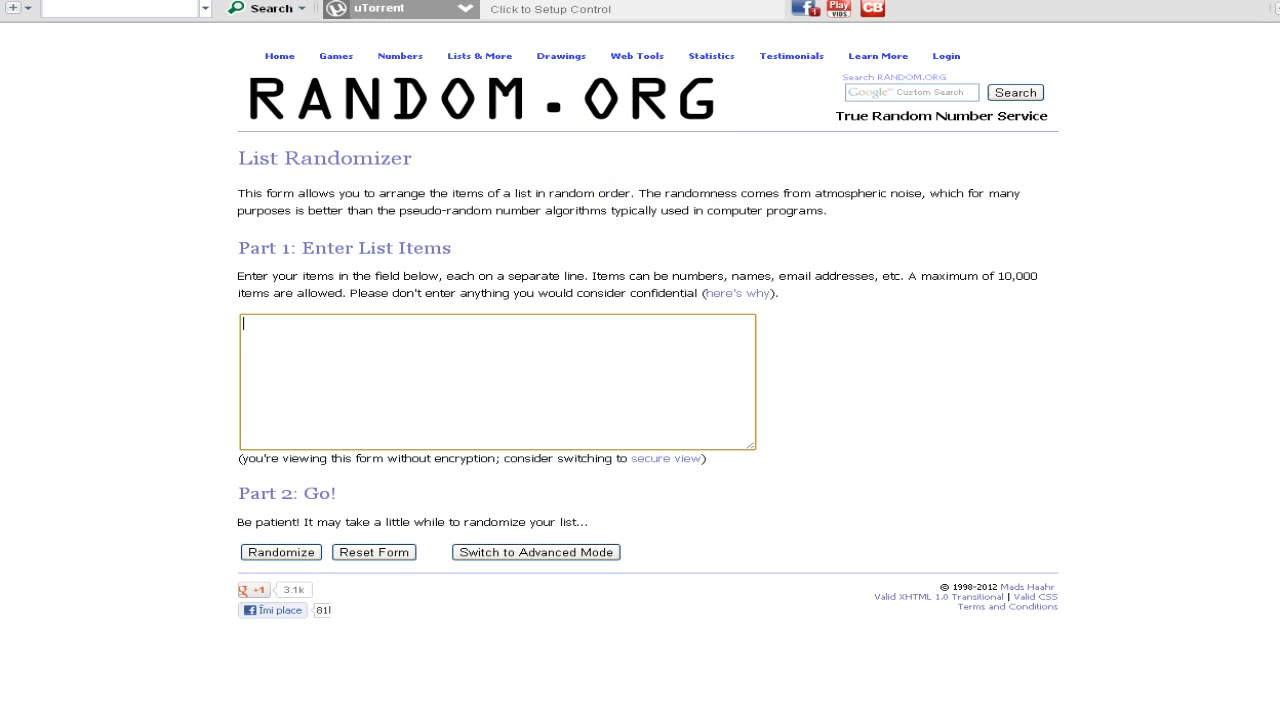 Search uTorrent Click to Setup Control 1 Play VIDS CB
Home Games Numbers Lists & More Drawings Web Tools Statistics Testimonials Learn More Login
RANDOM.ORG
Search RANDOM.ORG
Google™ Custom Search Search
True Random Number Service
List Randomizer
This form allows you to arrange the items of a list in random order. The randomness comes from atmospheric noise, which for many
purposes is better than the pseudo-random number algorithms typically used in computer programs.
Part 1: Enter List Items
Enter your items in the field below, each on a separate line. Items can be numbers, names, email addresses, etc. A maximum of 10,000
items are allowed. Please don't enter anything you would consider confidential (here's why).
(you're viewing this form without encryption; consider switching to secure view)
Part 2: Go!
Be patient! It may take a little while to randomize your list...
Randomize Reset Form Switch to Advanced Mode
+1 3.1k
Îmi place 81
© 1998-2012 Mads Haahr
Valid XHTML 1.0 Transitional | Valid CSS
Terms and Conditions